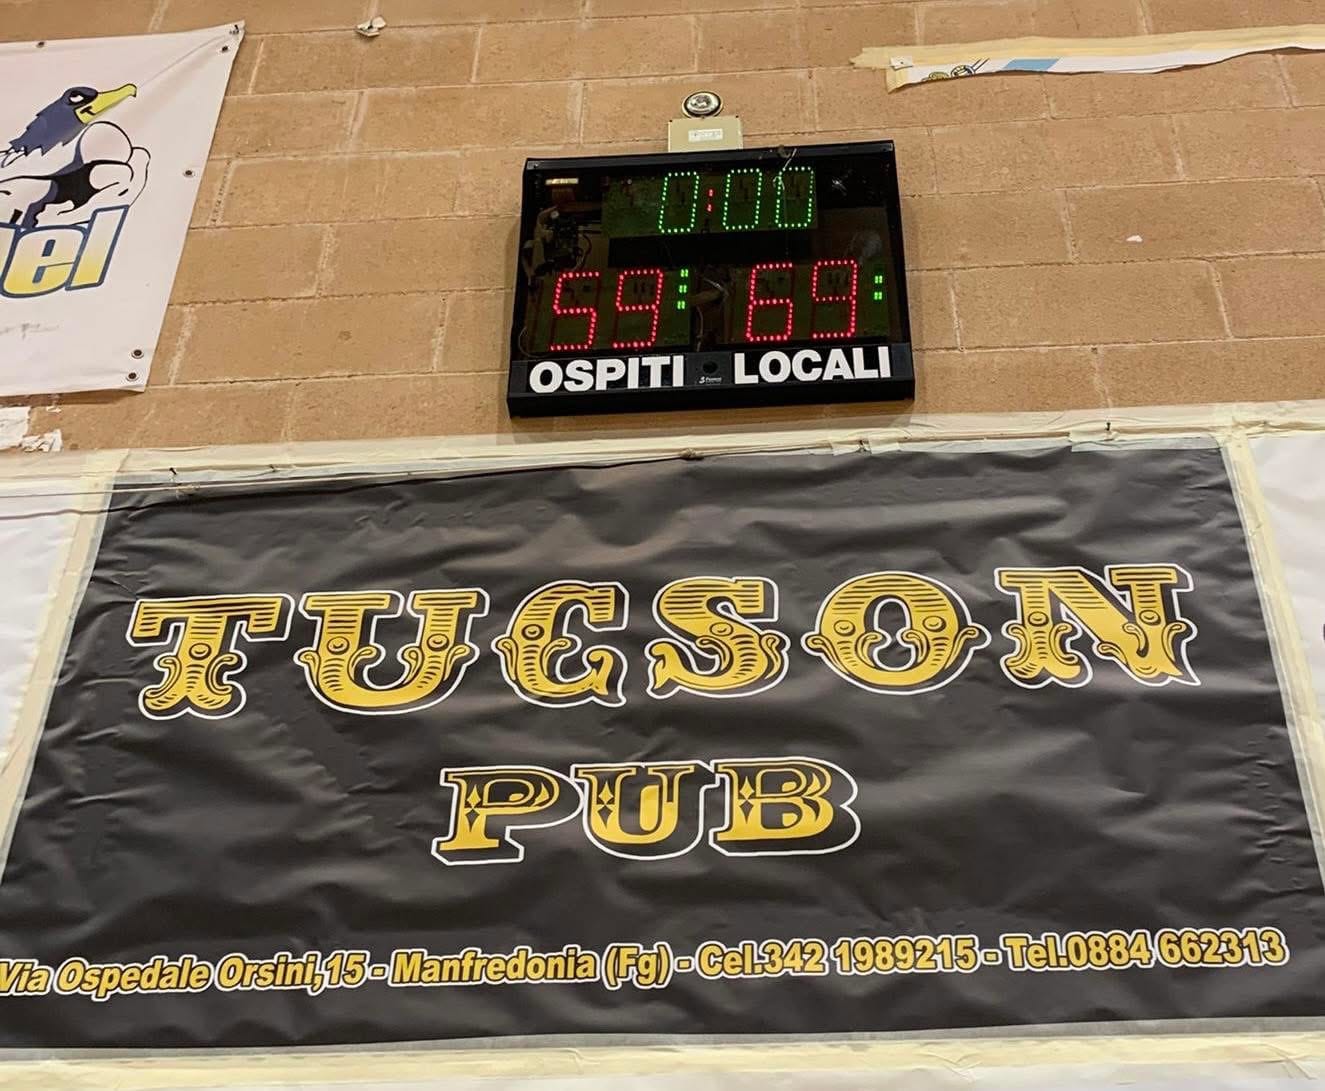 0:00
59 69
OSPITI LOCALI
TUCSON
PUB
Via Ospedale Orsini,15 - Manfredonia (Fg) - Cel.342 1989215 - Tel.0884 662313